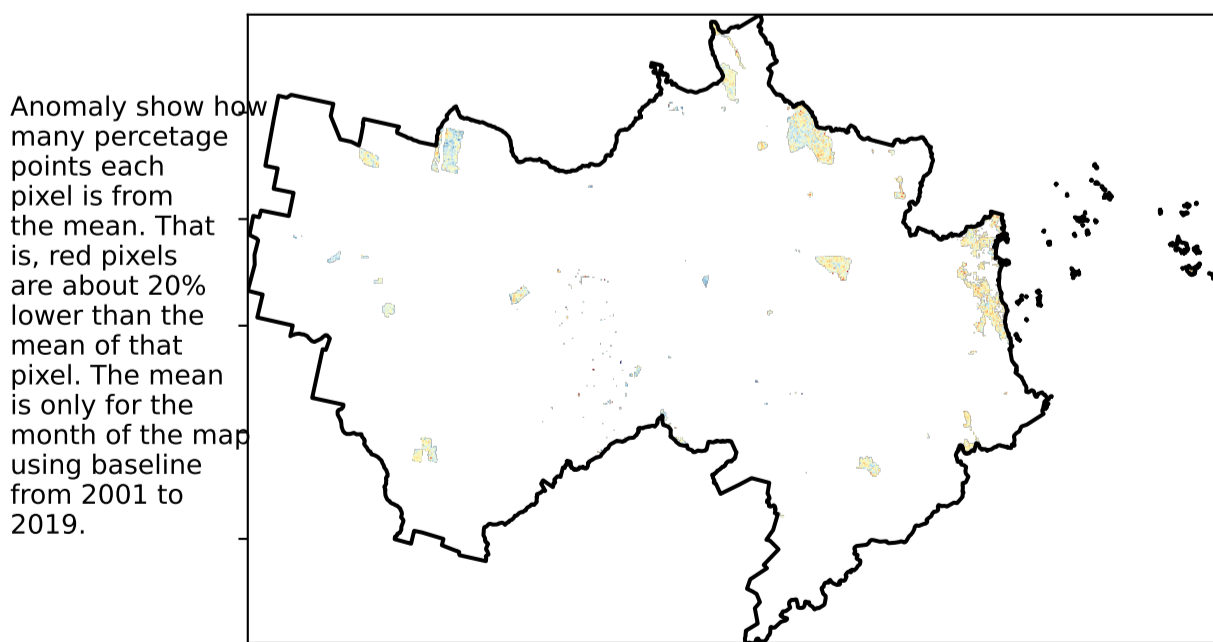 Anomaly show how
many percetage
points each
pixel is from
the mean. That
is, red pixels
are about 20%
lower than the
mean of that
pixel. The mean
is only for the
month of the map
using baseline
from 2001 to
2019.